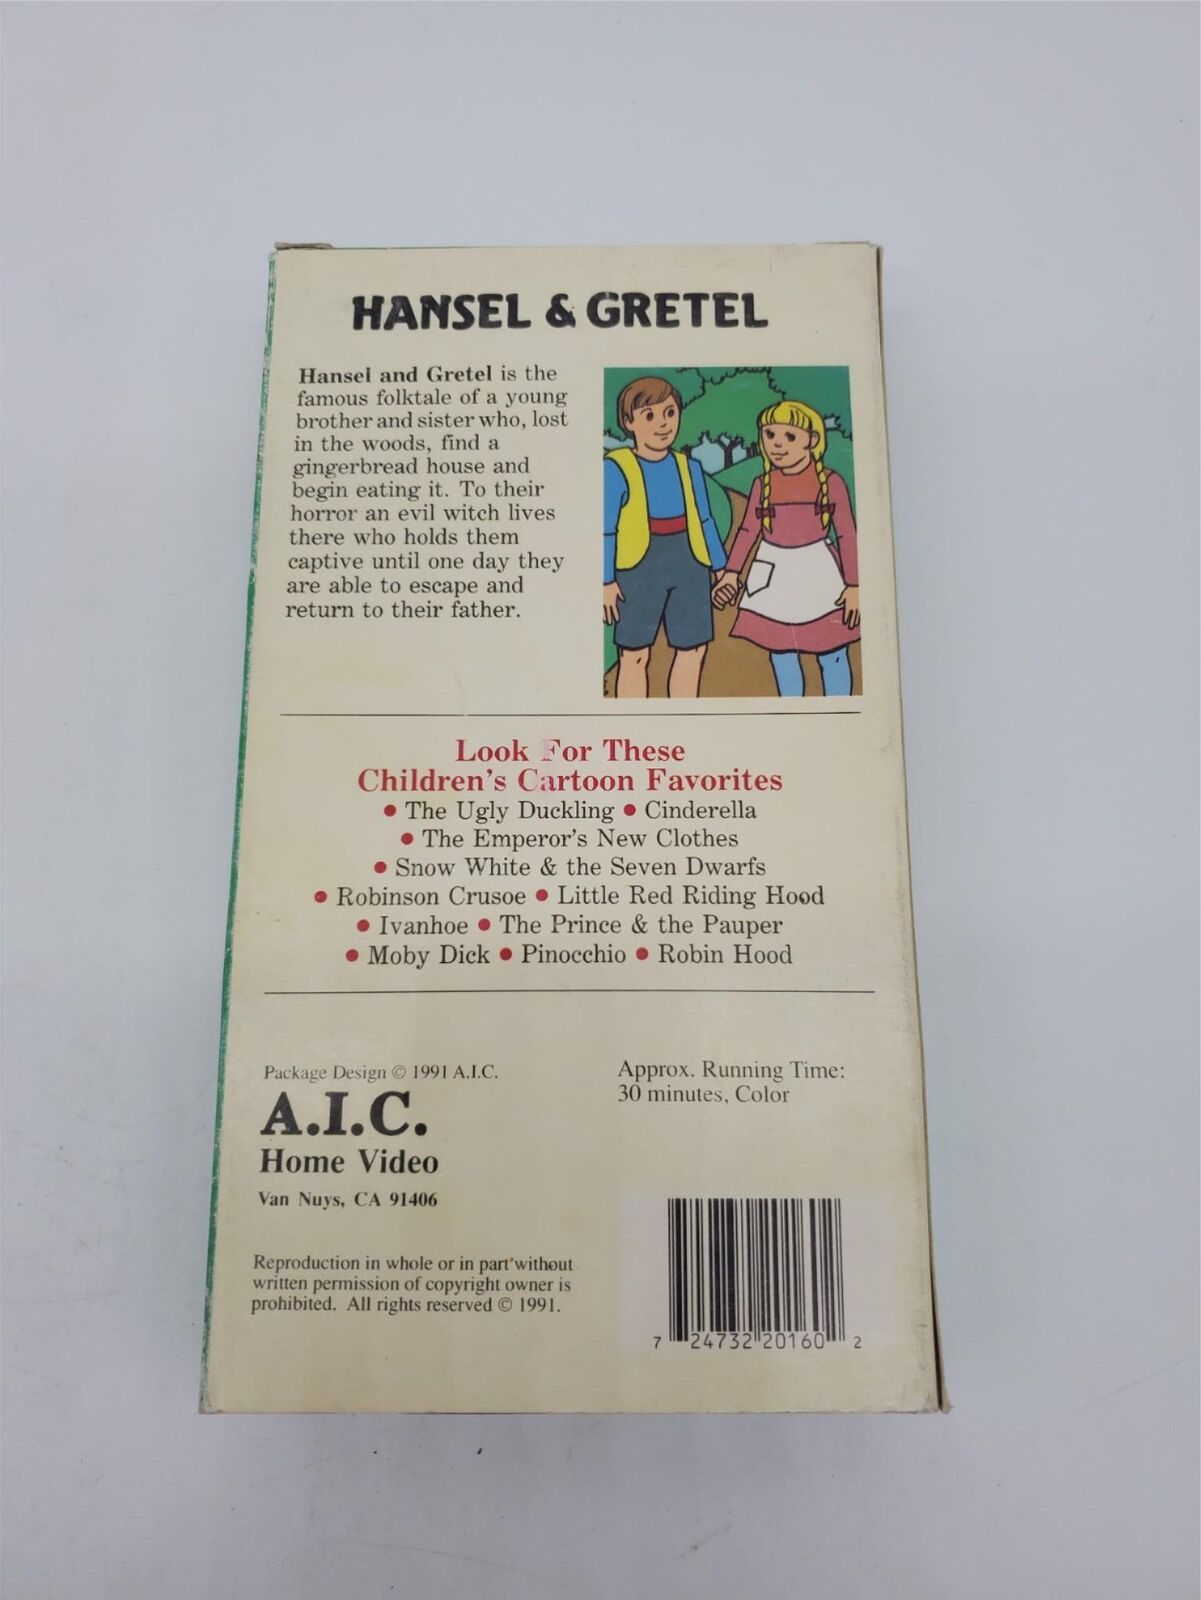 HANSEL & GRETEL
Hansel and Gretel is the
famous folktale of a young
brother and sister who, lost
in the woods, find a
gingerbread house and
begin eating it. To their
horror an evil witch lives
there who holds them
captive until one day they
are able to escape and
return to their father.
Look For These
Children's Cartoon Favorites
• The Ugly Duckling • Cinderella
• The Emperor's New Clothes
• Snow White & the Seven Dwarfs
• Robinson Crusoe • Little Red Riding Hood
• Ivanhoe • The Prince & the Pauper
• Moby Dick • Pinocchio • Robin Hood
Package Design © 1991 A.I.C.
A.I.C.
Home Video
Van Nuys, CA 91406
Approx. Running Time:
30 minutes, Color
Reproduction in whole or in part without
written permission of copyright owner is
prohibited. All rights reserved © 1991.
7 24732 20160 2